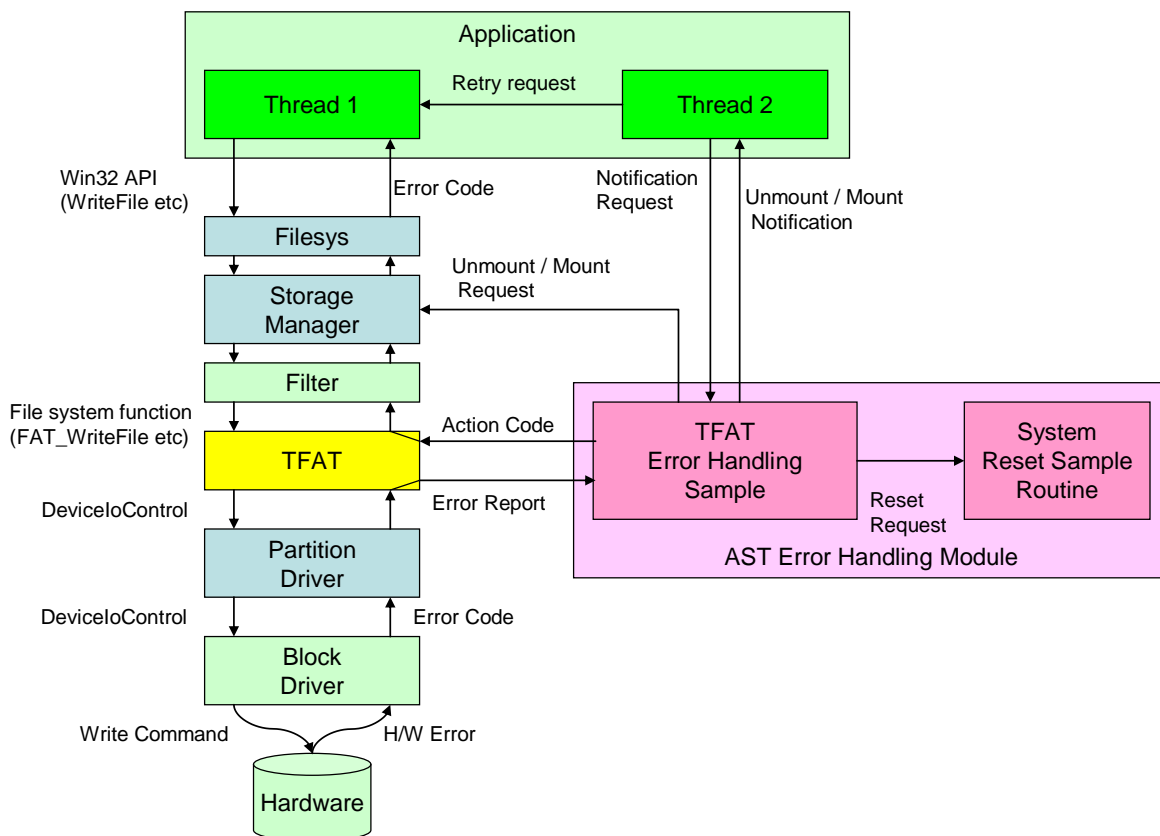 Application
Retry request
Thread 1
Thread 2
Win32 API
(WriteFile etc)
Error Code
Notification
Request
Unmount / Mount
Notification
Filesys
Unmount / Mount
Request
Storage
Manager
Filter
File system function
(FAT_WriteFile etc)
Action Code
TFAT
TFAT
Error Handling
Sample
System
Reset Sample
Routine
Error Report
Reset
Request
DeviceIoControl
Partition
Driver
AST Error Handling Module
DeviceIoControl
Error Code
Block
Driver
Write Command
H/W Error
Hardware